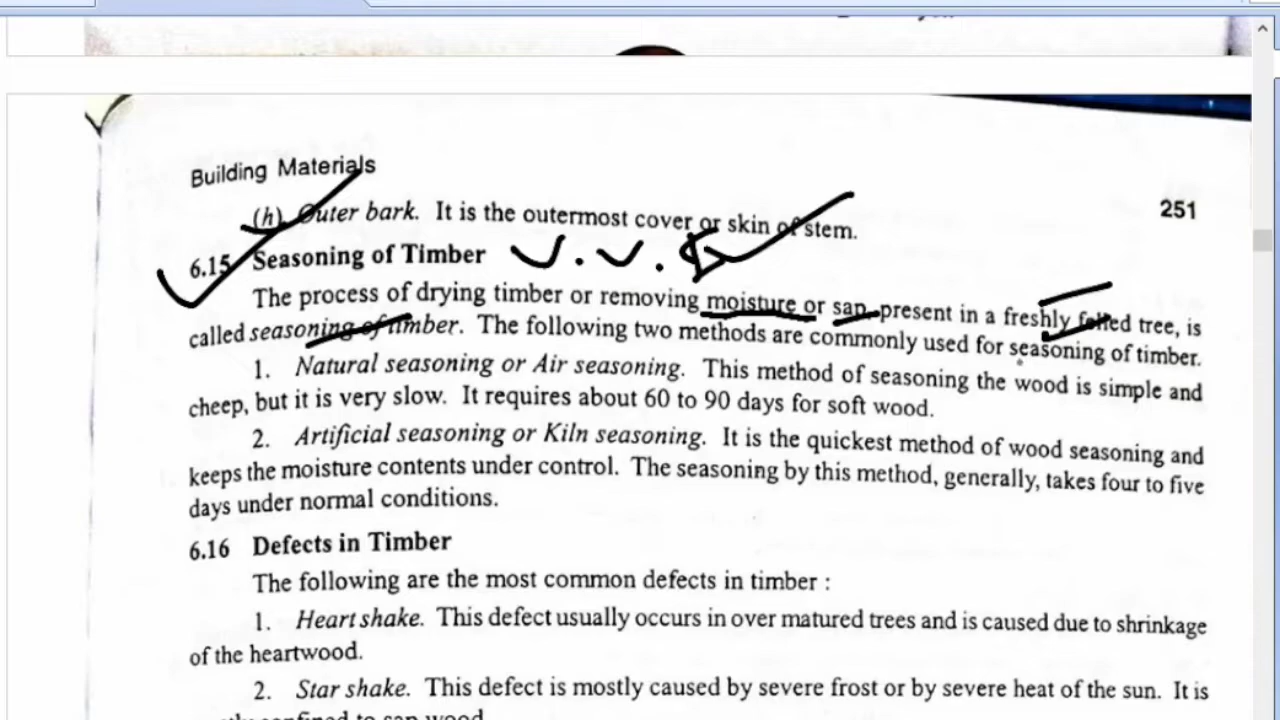 Building Materials
251
(h) Outer bark. It is the outermost cover or skin of stem.
6.15 Seasoning of Timber V. V.
The process of drying timber or removing moisture or sap, present in a freshly felled tree, is
called seasoning of timber. The following two methods are commonly used for seasoning of timber.
1. Natural seasoning or Air seasoning. This method of seasoning the wood is simple and
cheep, but it is very slow. It requires about 60 to 90 days for soft wood.
2. Artificial seasoning or Kiln seasoning. It is the quickest method of wood seasoning and
keeps the moisture contents under control. The seasoning by this method, generally, takes four to five
days under normal conditions.
6.16 Defects in Timber
The following are the most common defects in timber :
1. Heart shake. This defect usually occurs in over matured trees and is caused due to shrinkage
of the heartwood.
2. Star shake. This defect is mostly caused by severe frost or by severe heat of the sun. It is
confined to sap wood